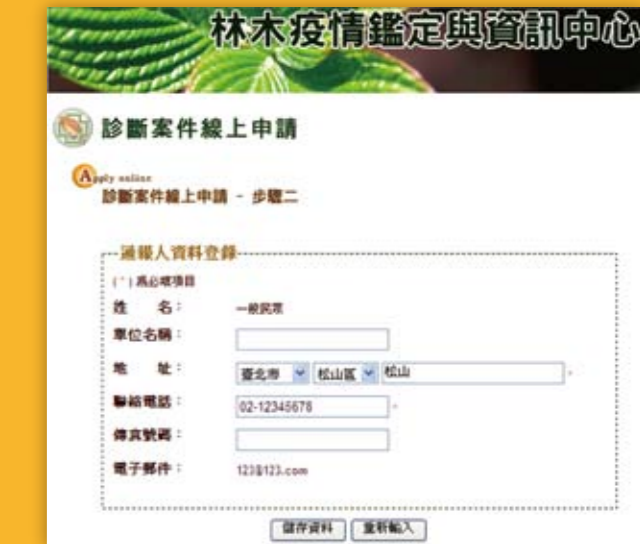 林木疫情鑑定與資訊中心
診斷案件線上申請
Apply online
診斷案件線上申請 - 步驟二
通報人資料登錄
(*)為必填項目
姓 名： 一般民眾
單位名稱：
地 址： 臺北市 松山區 松山 *
聯絡電話： 02-12345678 *
傳真號碼：
電子郵件： 123@123.com
儲存資料 重新輸入